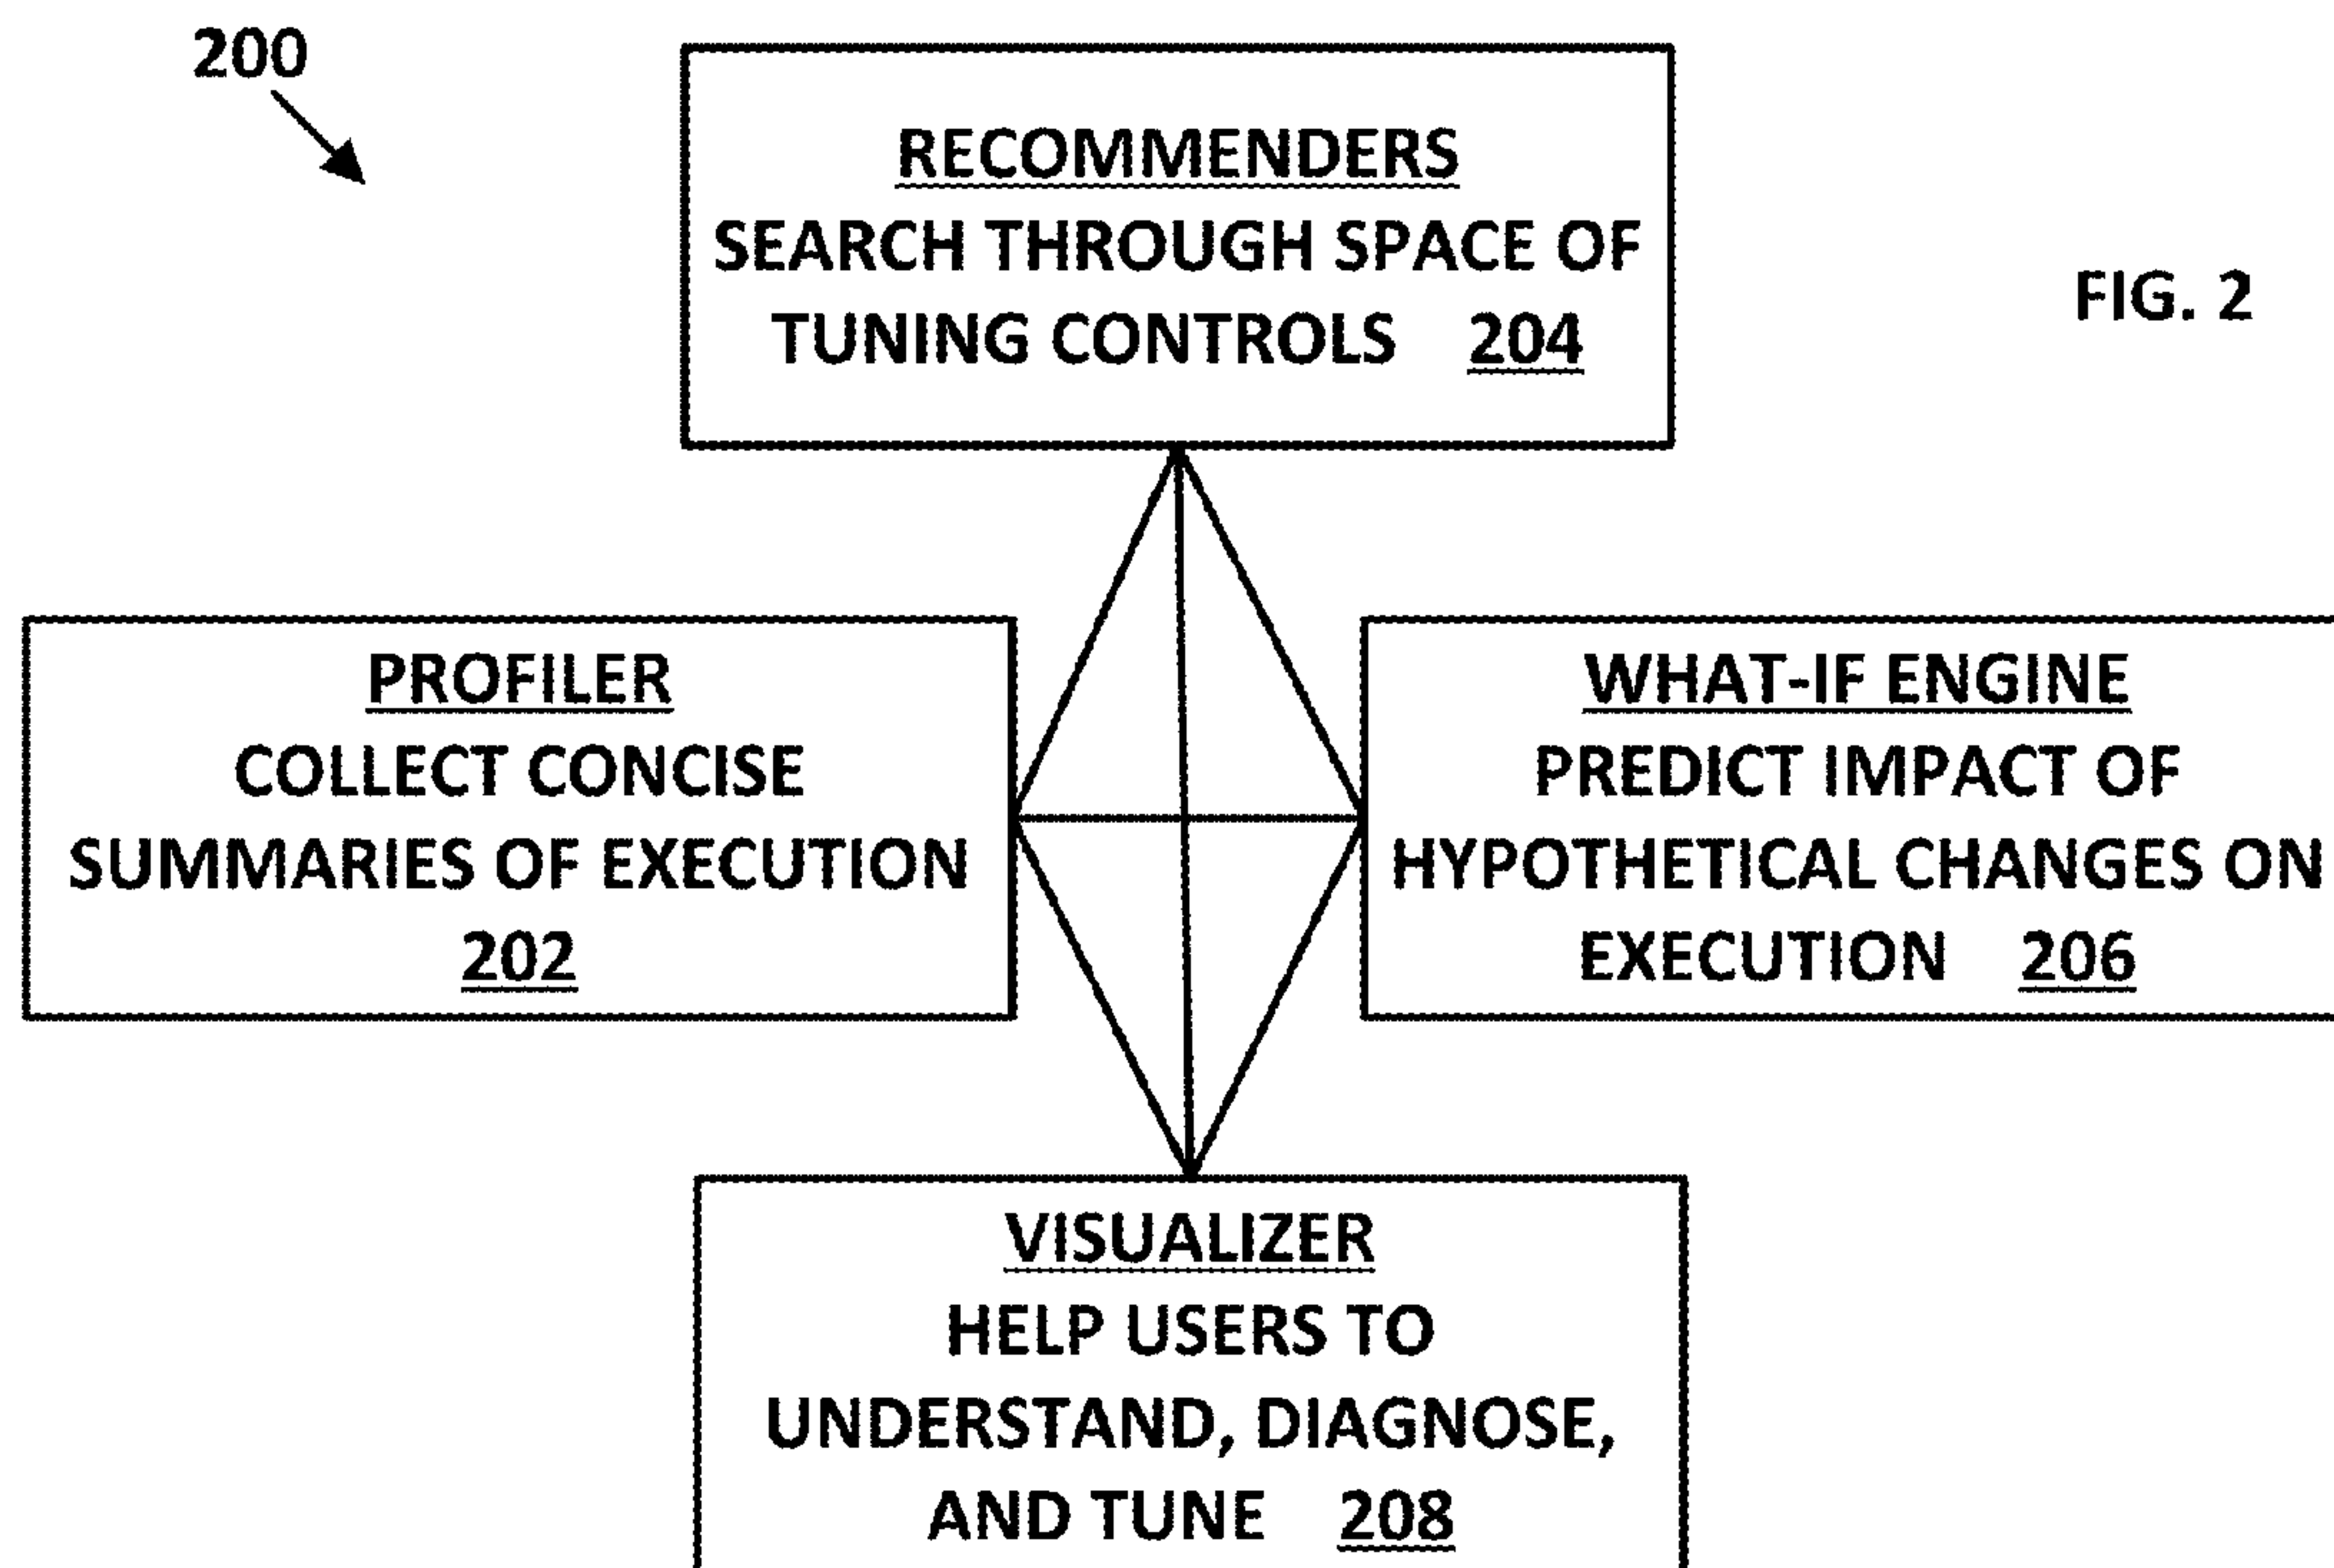 200
RECOMMENDERS
SEARCH THROUGH SPACE OF
TUNING CONTROLS 204
FIG. 2
PROFILER
COLLECT CONCISE
SUMMARIES OF EXECUTION
202
WHAT-IF ENGINE
PREDICT IMPACT OF
HYPOTHETICAL CHANGES ON
EXECUTION 206
VISUALIZER
HELP USERS TO
UNDERSTAND, DIAGNOSE,
AND TUNE 208